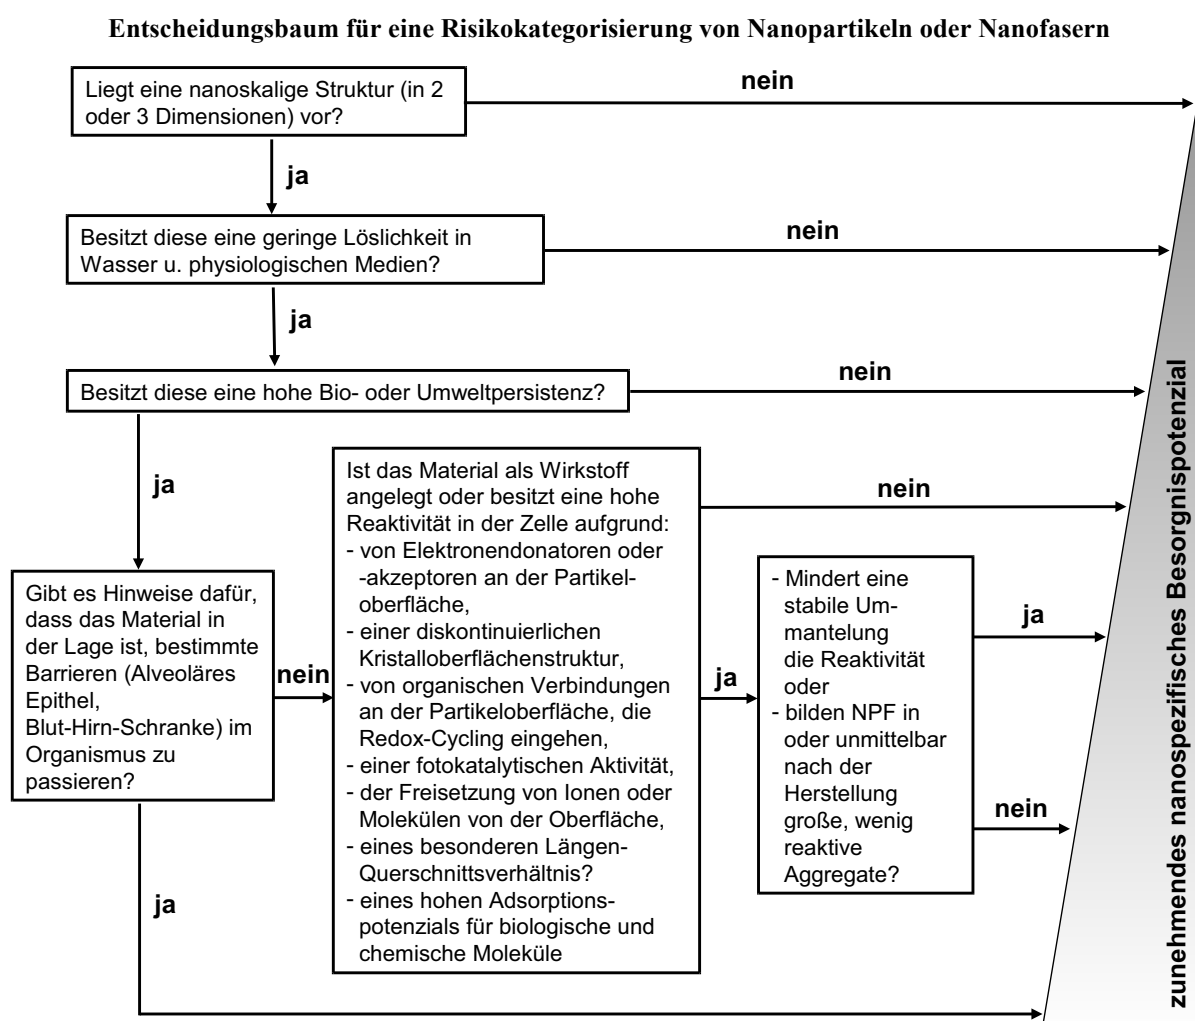 Entscheidungsbaum für eine Risikokategorisierung von Nanopartikeln oder Nanofasern
Liegt eine nanoskalige Struktur (in 2
oder 3 Dimensionen) vor?
nein
ja
Besitzt diese eine geringe Löslichkeit in
Wasser u. physiologischen Medien?
nein
ja
Besitzt diese eine hohe Bio- oder Umweltpersistenz?
nein
ja
Gibt es Hinweise dafür,
dass das Material in
der Lage ist, bestimmte
Barrieren (Alveoläres
Epithel,
Blut-Hirn-Schranke) im
Organismus zu
passieren?
nein
ja
Ist das Material als Wirkstoff
angelegt oder besitzt eine hohe
Reaktivität in der Zelle aufgrund:
- von Elektronendonatoren oder
-akzeptoren an der Partikel-
oberfläche,
- einer diskontinuierlichen
Kristalloberflächenstruktur,
- von organischen Verbindungen
an der Partikeloberfläche, die
Redox-Cycling eingehen,
- einer fotokatalytischen Aktivität,
- der Freisetzung von Ionen oder
Molekülen von der Oberfläche,
- eines besonderen Längen-
Querschnittsverhältnis?
- eines hohen Adsorptions-
potenzials für biologische und
chemische Moleküle
nein
ja
- Mindert eine
stabile Um-
mantelung
die Reaktivität
oder
- bilden NPF in
oder unmittelbar
nach der
Herstellung
große, wenig
reaktive
Aggregate?
ja
nein
zunehmendes nanospezifisches Besorgnispotenzial